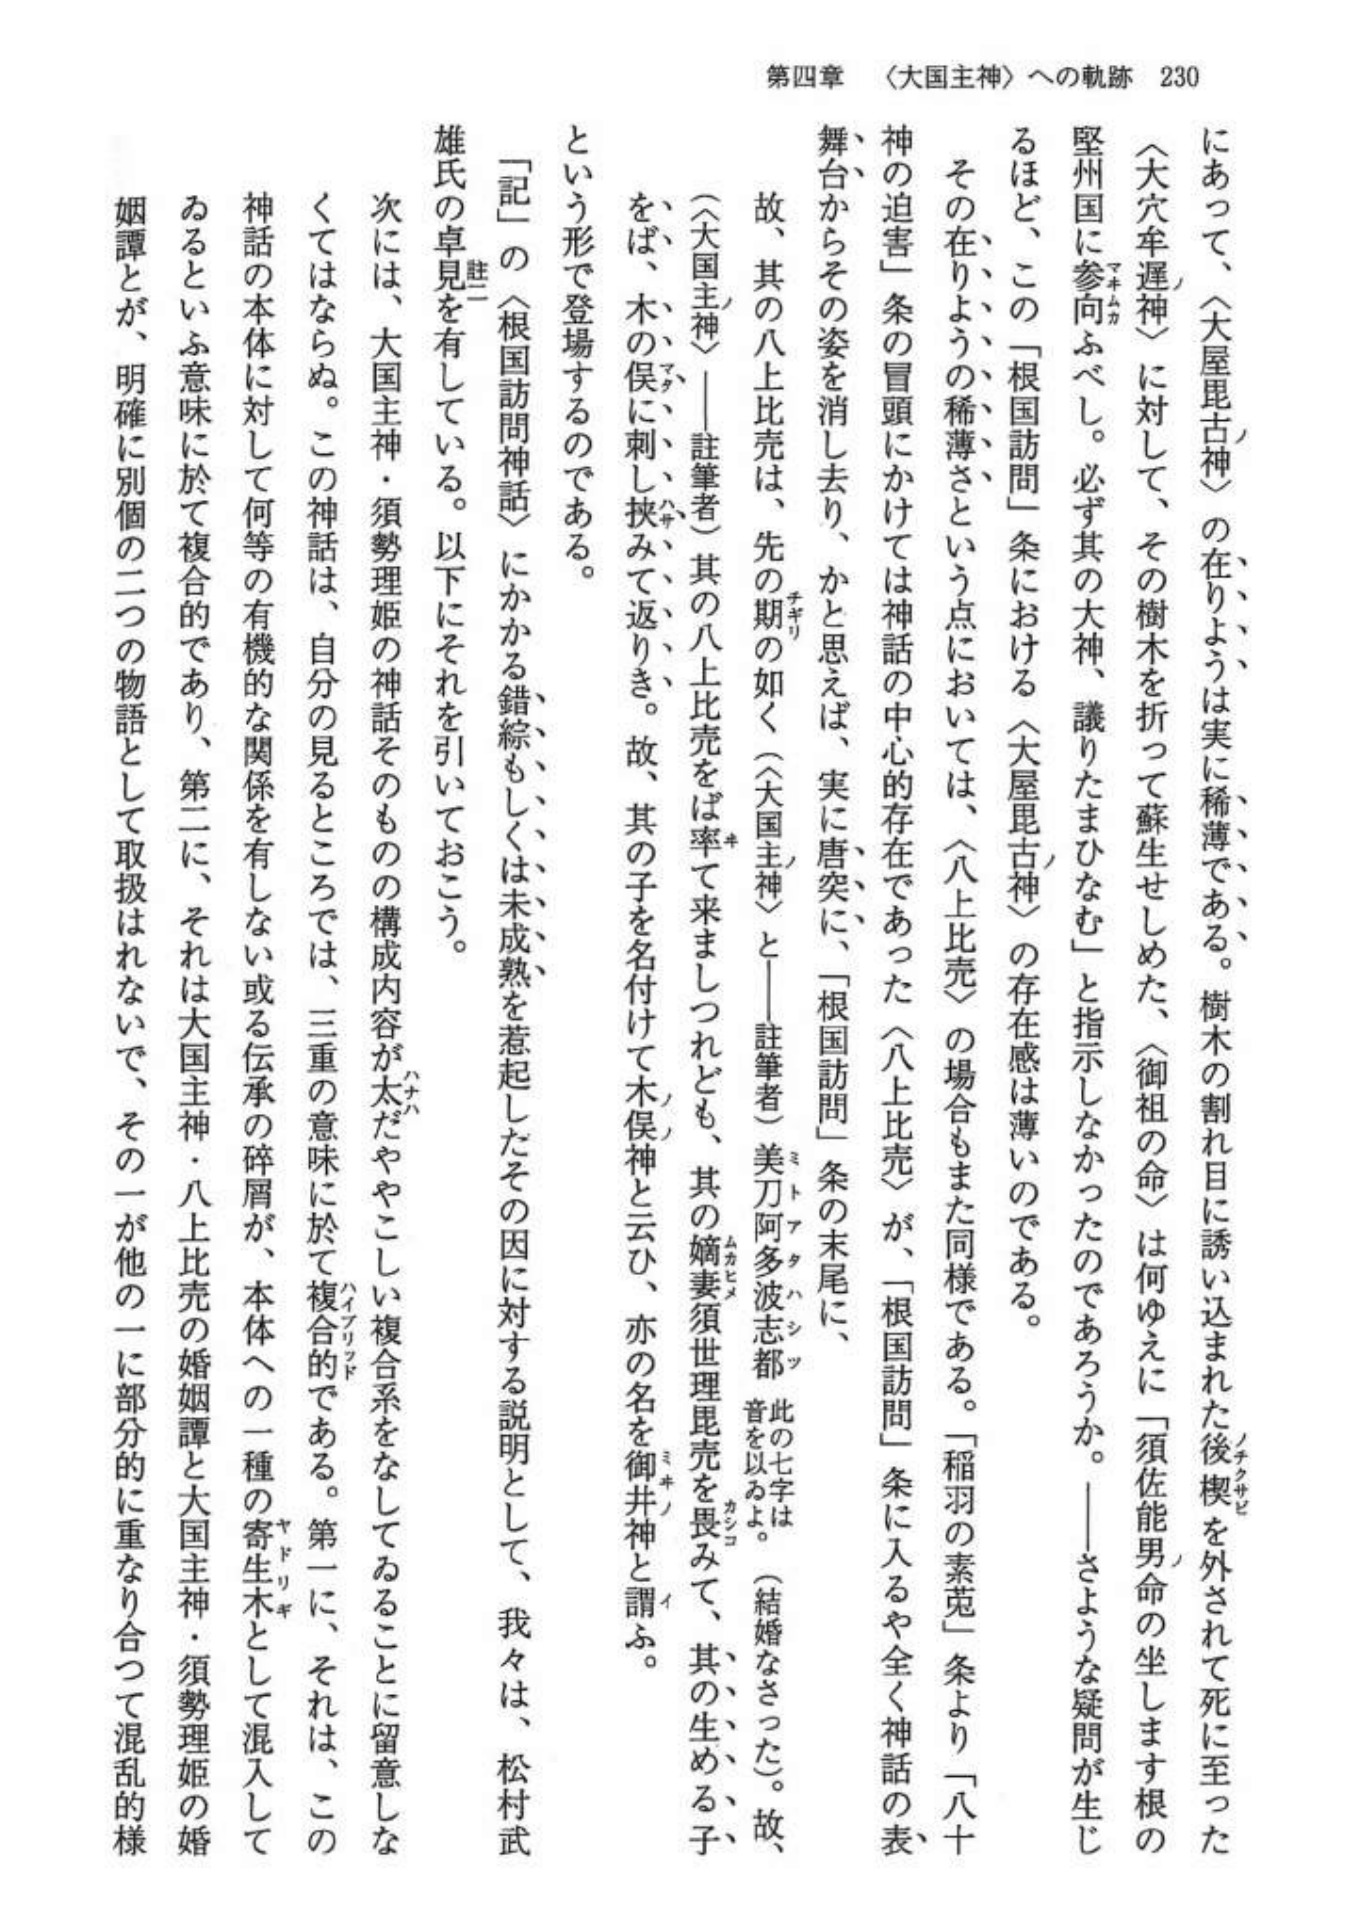 第四章　〈大国主神〉への軌跡　230
にあって、〈大屋毘古神〉の在りようは実に稀薄である。樹木の割れ目に誘い込まれた後楔を外されて死に至った
〈大穴牟遅神〉に対して、その樹木を折って蘇生せしめた、〈御祖の命〉は何ゆえに「須佐能男命の坐します根の
堅州国に参向ふべし。必ず其の大神、議りたまひなむ」と指示しなかったのであろうか。――さような疑問が生じ
るほど、この「根国訪問」条における〈大屋毘古神〉の存在感は薄いのである。
　その在りようの稀薄さという点においては、〈八上比売〉の場合もまた同様である。「稲羽の素菟」条より「八十
神の迫害」条の冒頭にかけては神話の中心的存在であった〈八上比売〉が、「根国訪問」条に入るや全く神話の表
舞台からその姿を消し去り、かと思えば、実に唐突に、「根国訪問」条の末尾に、
故、其の八上比売は、先の期の如く（〈大国主神〉と――註筆者）美刀阿多波志都 此の七字は音を以ゐよ。（結婚なさった）。故、
（〈大国主神〉――註筆者）其の八上比売をば率て来ましつれども、其の嫡妻須世理毘売を畏みて、其の生める子
をば、木の俣に刺し挟みて返りき。故、其の子を名付けて木俣神と云ひ、亦の名を御井神と謂ふ。
という形で登場するのである。
　「記」の〈根国訪問神話〉にかかる錯綜もしくは未成熟を惹起しだその因に対する説明として、我々は、松村武
雄氏の卓見註二を有している。以下にそれを引いておこう。
次には、大国主神・須勢理姫の神話そのものの構成内容が太だややこしい複合系をなしてゐることに留意しな
くてはならぬ。この神話は、自分の見るところでは、三重の意味に於て複合的である。第一に、それは、この
神話の本体に対して何等の有機的な関係を有しない或る伝承の砕屑が、本体への一種の寄生木として混入して
ゐるといふ意味に於て複合的であり、第二に、それは大国主神・八上比売の婚姻譚と大国主神・須勢理姫の婚
姻譚とが、明確に別個の二つの物語として取扱はれないで、その一が他の一に部分的に重なり合つて混乱的様